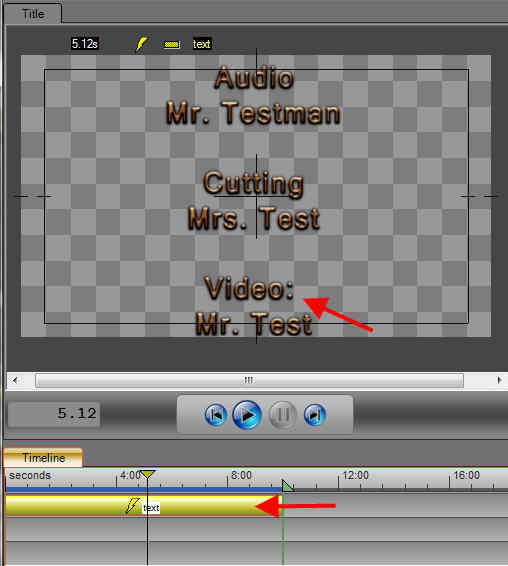 Title
5.12s
text
Audio
Mr. Testman
Cutting
Mrs. Test
Video:
Mr. Test
5.12
Timeline
seconds 4:00 8:00 12:00 16:00
text